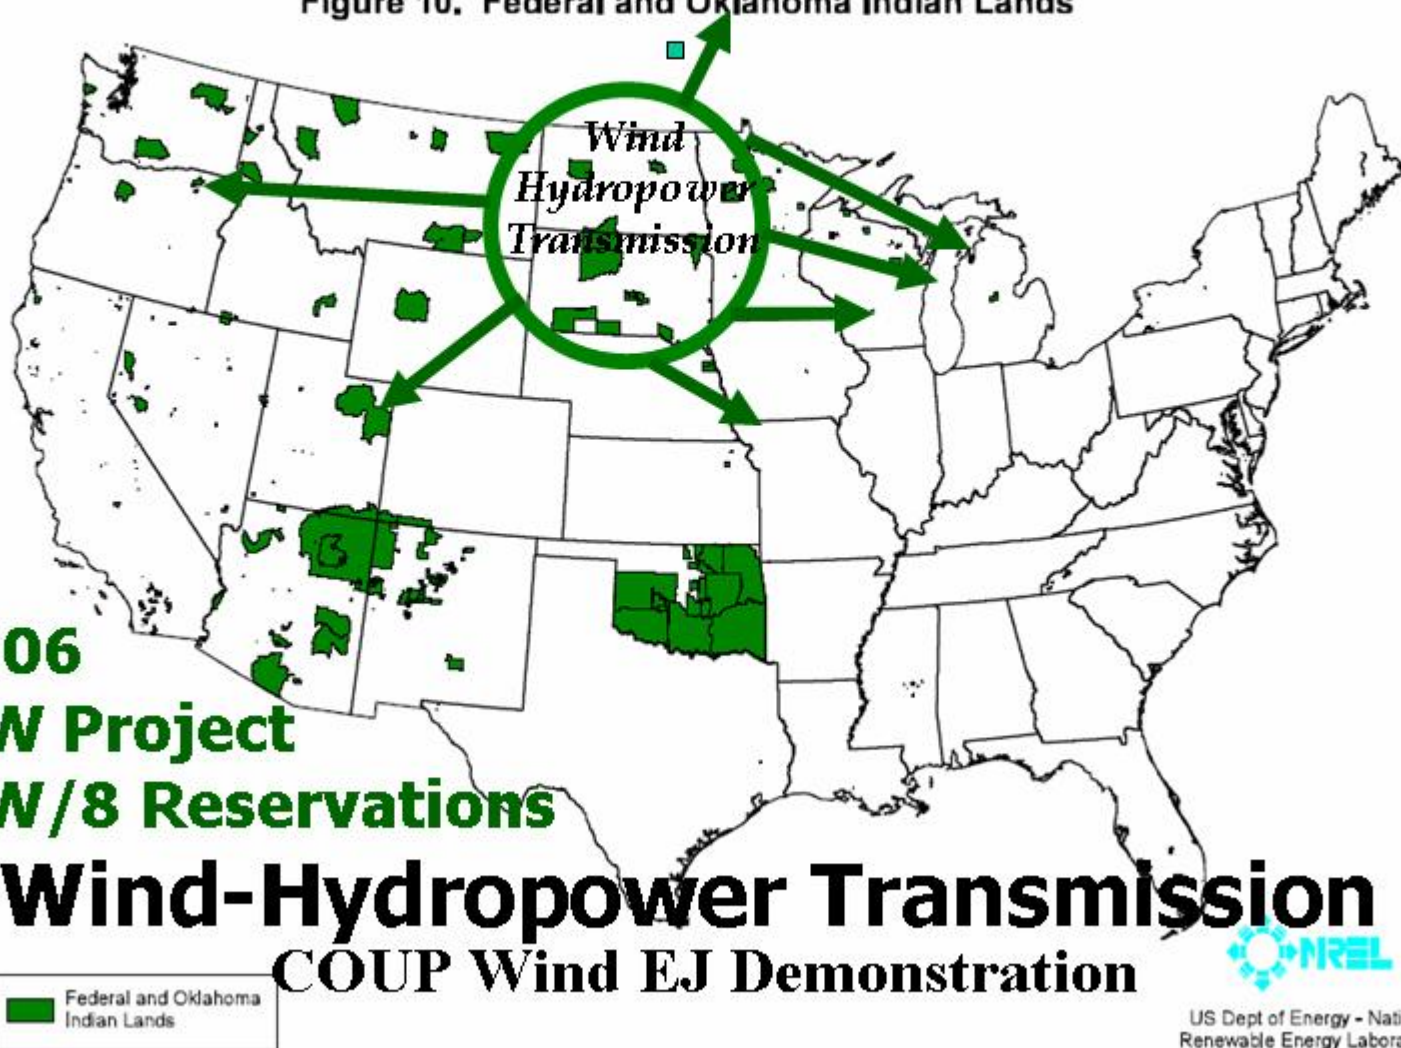 Figure 10. Federal and Oklahoma Indian Lands
Wind
Hydropower
Transmission
06
W Project
W/8 Reservations
Wind-Hydropower Transmission
COUP Wind EJ Demonstration
NREL
Federal and Oklahoma
Indian Lands
US Dept of Energy - Nati
Renewable Energy Labora